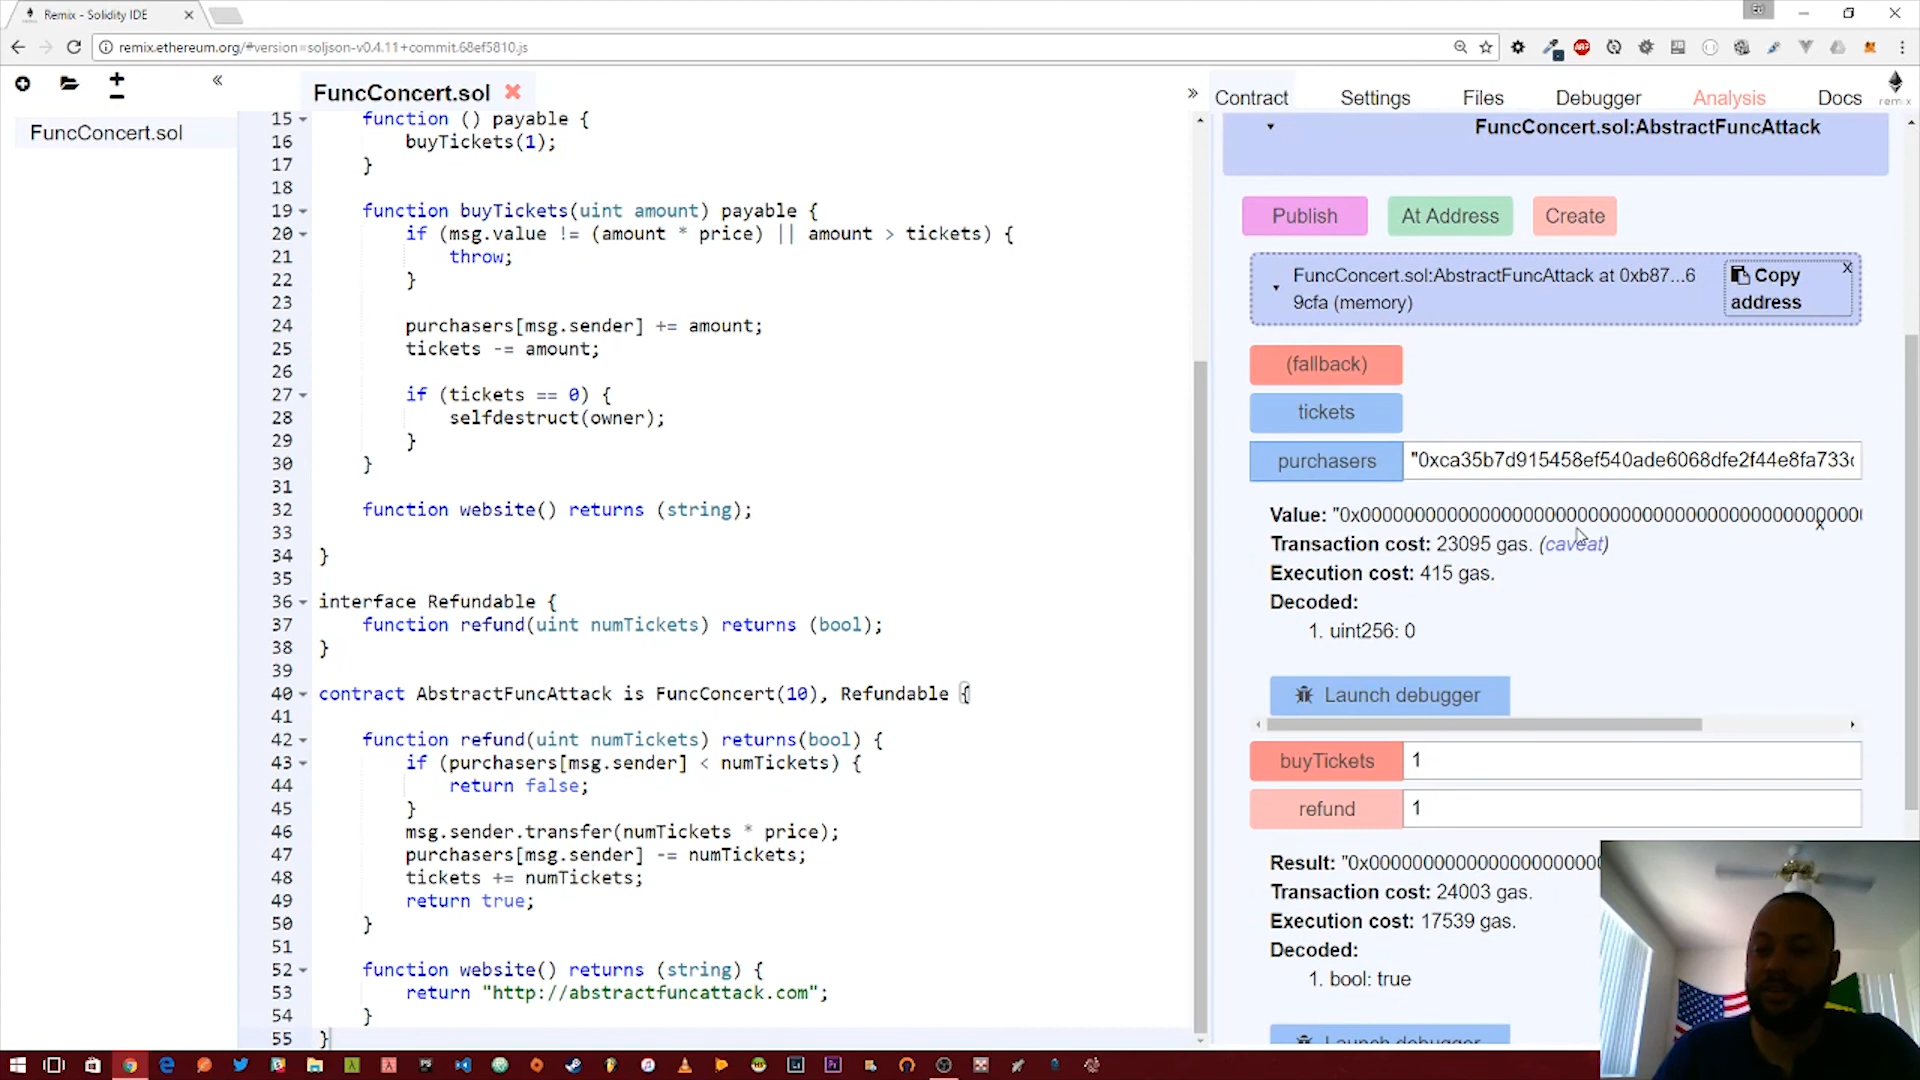 Remix - Solidity IDE
remix.ethereum.org/#version=soljson-v0.4.11+commit.68ef5810.js
FuncConcert.sol
FuncConcert.sol
15 function () payable {
16 buyTickets(1);
17 }
18
19 function buyTickets(uint amount) payable {
20 if (msg.value != (amount * price) || amount > tickets) {
21 throw;
22 }
23
24 purchasers[msg.sender] += amount;
25 tickets -= amount;
26
27 if (tickets == 0) {
28 selfdestruct(owner);
29 }
30 }
31
32 function website() returns (string);
33
34 }
35
36 interface Refundable {
37 function refund(uint numTickets) returns (bool);
38 }
39
40 contract AbstractFuncAttack is FuncConcert(10), Refundable {
41
42 function refund(uint numTickets) returns(bool) {
43 if (purchasers[msg.sender] < numTickets) {
44 return false;
45 }
46 msg.sender.transfer(numTickets * price);
47 purchasers[msg.sender] -= numTickets;
48 tickets += numTickets;
49 return true;
50 }
51
52 function website() returns (string) {
53 return "http://abstractfuncattack.com";
54 }
55 }
Contract Settings Files Debugger Analysis Docs
remix
FuncConcert.sol:AbstractFuncAttack
Publish At Address Create
FuncConcert.sol:AbstractFuncAttack at 0xb87...6
9cfa (memory)
Copy
address
x
(fallback)
tickets
purchasers "0xca35b7d915458ef540ade6068dfe2f44e8fa733c
Value:
x
Transaction cost: 23095 gas. (caveat)
Execution cost: 415 gas.
Decoded:
1. uint256: 0
Launch debugger
buyTickets 1
refund 1
Result:
Transaction cost: 24003 gas.
Execution cost: 17539 gas.
Decoded:
1. bool: true
Launch debugger